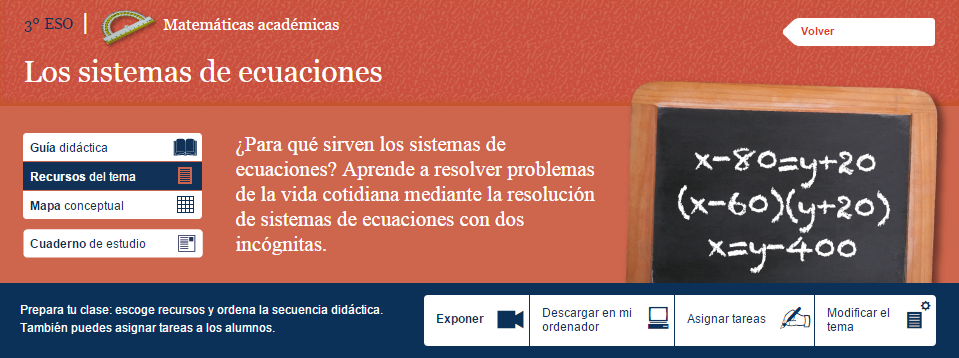 3º ESO
Matemáticas académicas
Volver
Los sistemas de ecuaciones
Guía didáctica
Recursos del tema
Mapa conceptual
Cuaderno de estudio
¿Para qué sirven los sistemas de
ecuaciones? Aprende a resolver problemas
de la vida cotidiana mediante la resolución
de sistemas de ecuaciones con dos
incógnitas.
x-80=y+20
(x-60)(y+20)
x=y-400
Prepara tu clase: escoge recursos y ordena la secuencia didáctica.
También puedes asignar tareas a los alumnos.
Exponer
Descargar en mi
ordenador
Asignar tareas
Modificar el
tema